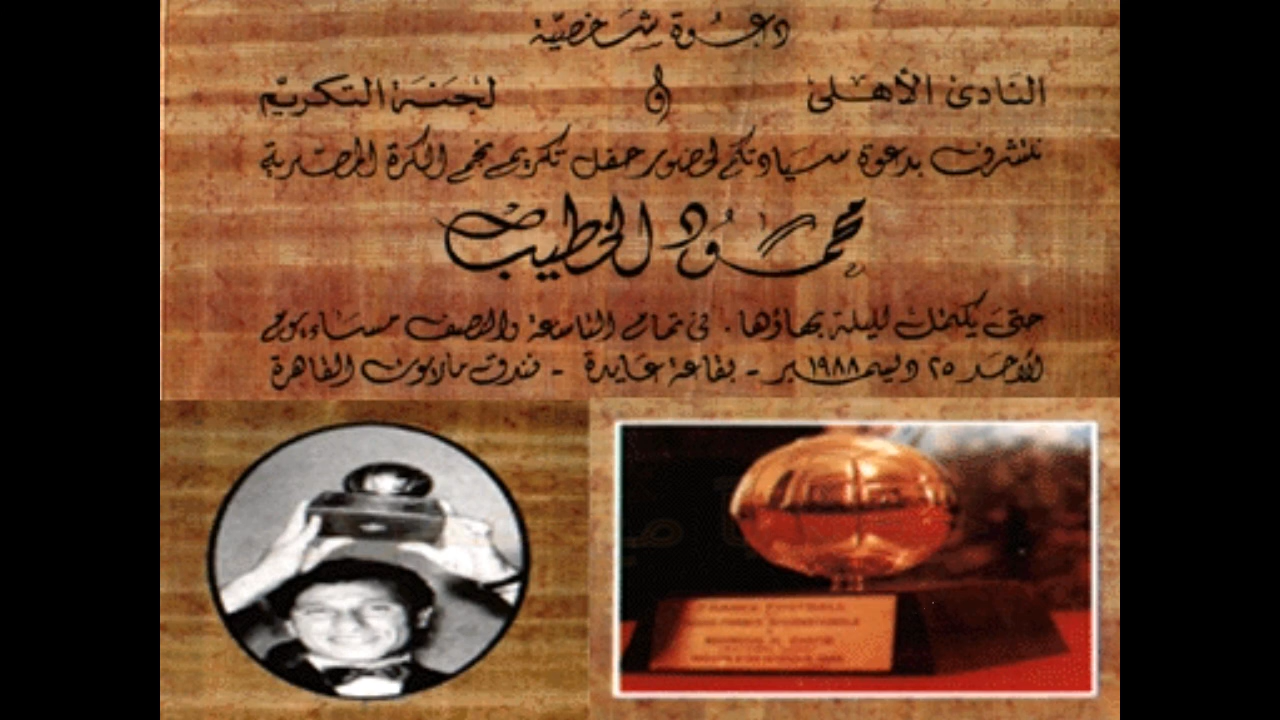 دعوة شخصية
النادى الأهلى و لجنة التكريم
نتشرف بدعوة سيادتكم لحضور حفل تكريم نجم الكرة المصرية
محمود الخطيب
حتى يكتمل لليلة بهاؤها . فى تمام التاسعة والنصف مساء يوم
الأحد ٢٥ ديسمبر ١٩٨٨ - بقاعة عايدة - فندق ماريوت القاهرة
FRANCE FOOTBALL